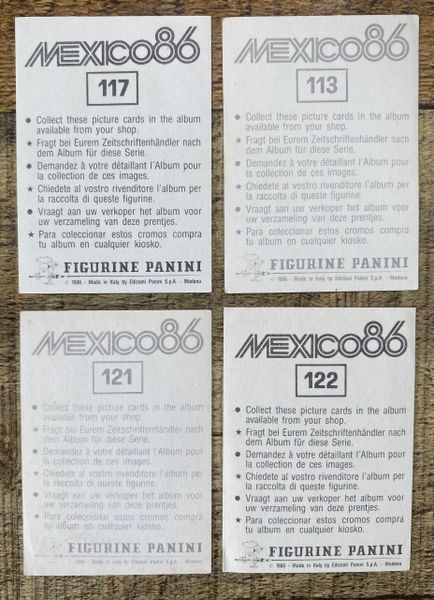 MEXICO86
117
● Collect these picture cards in the album
available from your shop.
★ Fragt bei Eurem Zeitschriftenhändler nach
dem Album für diese Serie.
● Demandez à votre détaillant l'Album pour
la collection de ces images.
★ Chiedete al vostro rivenditore l'album per
la raccolta di queste figurine.
● Vraagt aan uw verkoper het album voor
uw verzameling van deze prentjes.
★ Para coleccionar estos cromos compra
tu album en cualquier kiosko.
FIGURINE PANINI
© 1986 - Made in Italy by Edizioni Panini S.p.A. - Modena
MEXICO86
113
● Collect these picture cards in the album
available from your shop.
★ Fragt bei Eurem Zeitschriftenhändler nach
dem Album für diese Serie.
● Demandez à votre détaillant l'Album pour
la collection de ces images.
★ Chiedete al vostro rivenditore l'album per
la raccolta di queste figurine.
● Vraagt aan uw verkoper het album voor
uw verzameling van deze prentjes.
★ Para coleccionar estos cromos compra
tu album en cualquier kiosko.
FIGURINE PANINI
© 1986 - Made in Italy by Edizioni Panini S.p.A. - Modena
MEXICO86
121
● Collect these picture cards in the album
available from your shop.
★ Fragt bei Eurem Zeitschriftenhändler nach
dem Album für diese Serie.
● Demandez à votre détaillant l'Album pour
la collection de ces images.
★ Chiedete al vostro rivenditore l'album per
la raccolta di queste figurine.
● Vraagt aan uw verkoper het album voor
uw verzameling van deze prentjes.
★ Para coleccionar estos cromos compra
tu album en cualquier kiosko.
FIGURINE PANINI
1986 - Made in Italy by Edizioni Panini S.p.A. - Modena
MEXICO86
122
● Collect these picture cards in the album
available from your shop.
★ Fragt bei Eurem Zeitschriftenhändler nach
dem Album für diese Serie.
● Demandez à votre détaillant l'Album pour
la collection de ces images.
★ Chiedete al vostro rivenditore l'album per
la raccolta di queste figurine.
● Vraagt aan uw verkoper het album voor
uw verzameling van deze prentjes.
★ Para coleccionar estos cromos compra
tu album en cualquier kiosko.
FIGURINE PANINI
© 1986 - Made in Italy by Edizioni Panini S.p.A. - Modena